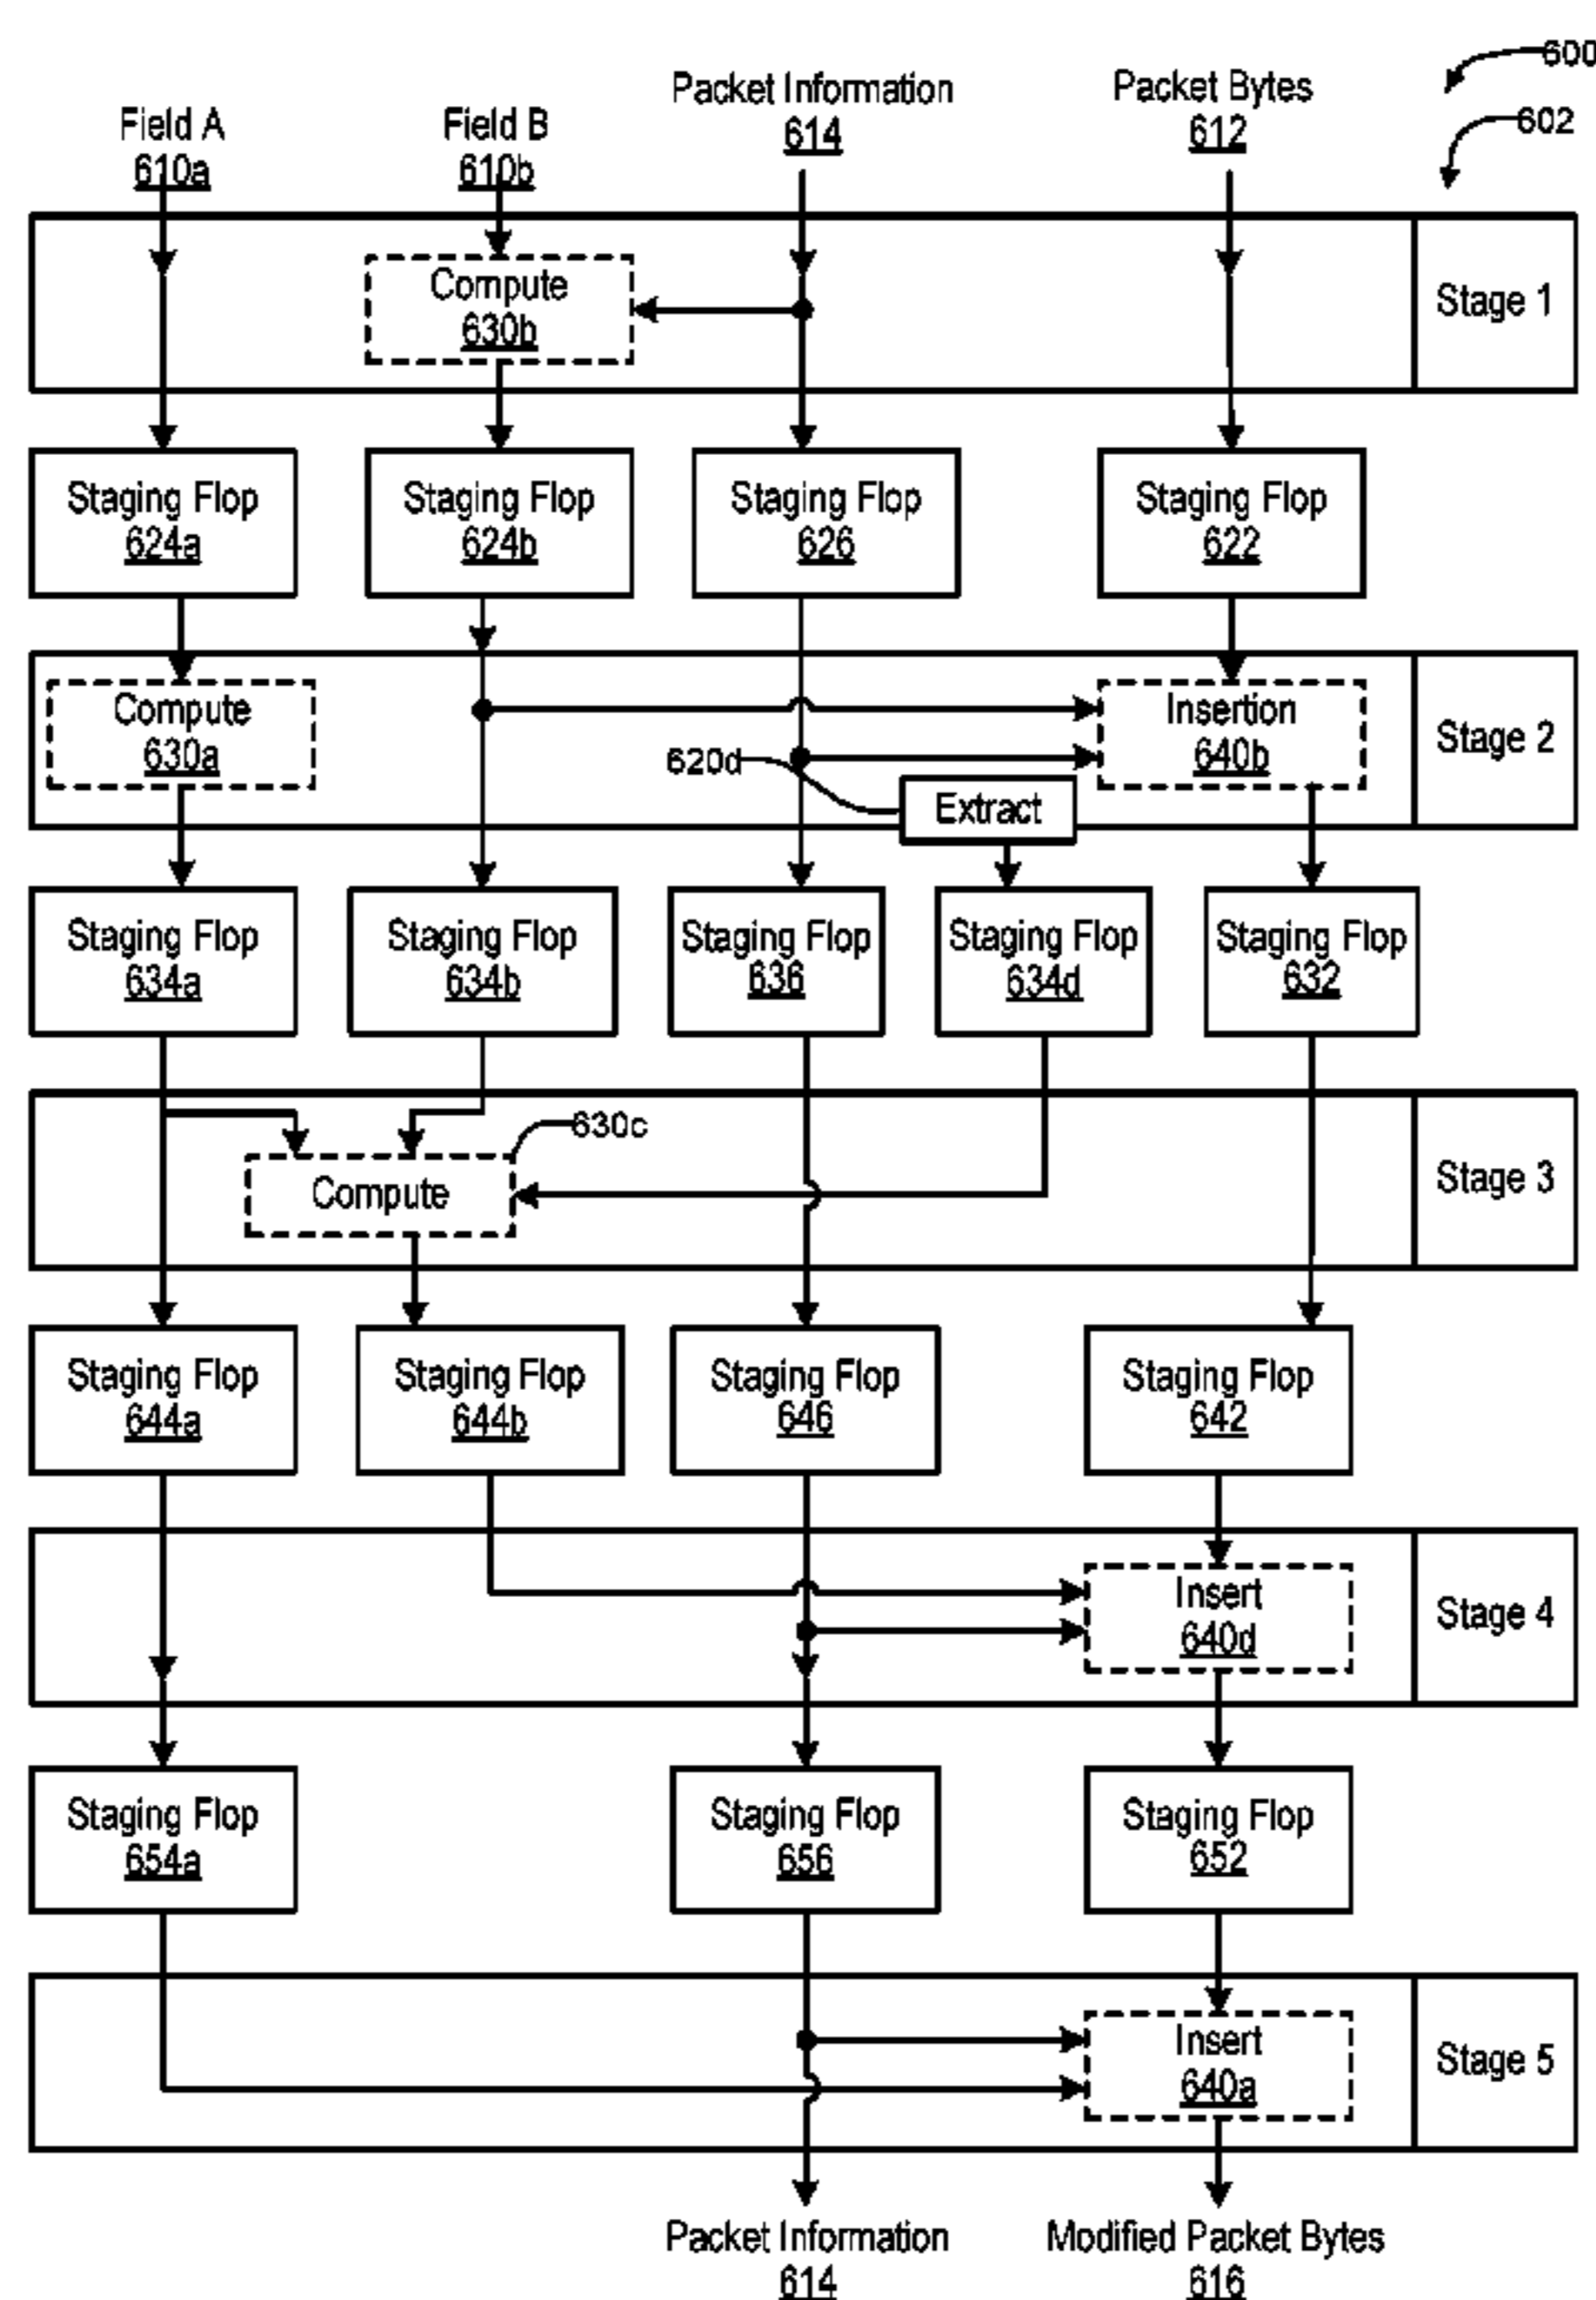 600
602
Field A
610a
Field B
610b
Packet Information
614
Packet Bytes
612
Compute
630b
Stage 1
Staging Flop
624a
Staging Flop
624b
Staging Flop
626
Staging Flop
622
Compute
630a
620d
Extract
Insertion
640b
Stage 2
Staging Flop
634a
Staging Flop
634b
Staging Flop
636
Staging Flop
634d
Staging Flop
632
630c
Compute
Stage 3
Staging Flop
644a
Staging Flop
644b
Staging Flop
646
Staging Flop
642
Insert
640d
Stage 4
Staging Flop
654a
Staging Flop
656
Staging Flop
652
Insert
640a
Stage 5
Packet Information
614
Modified Packet Bytes
616